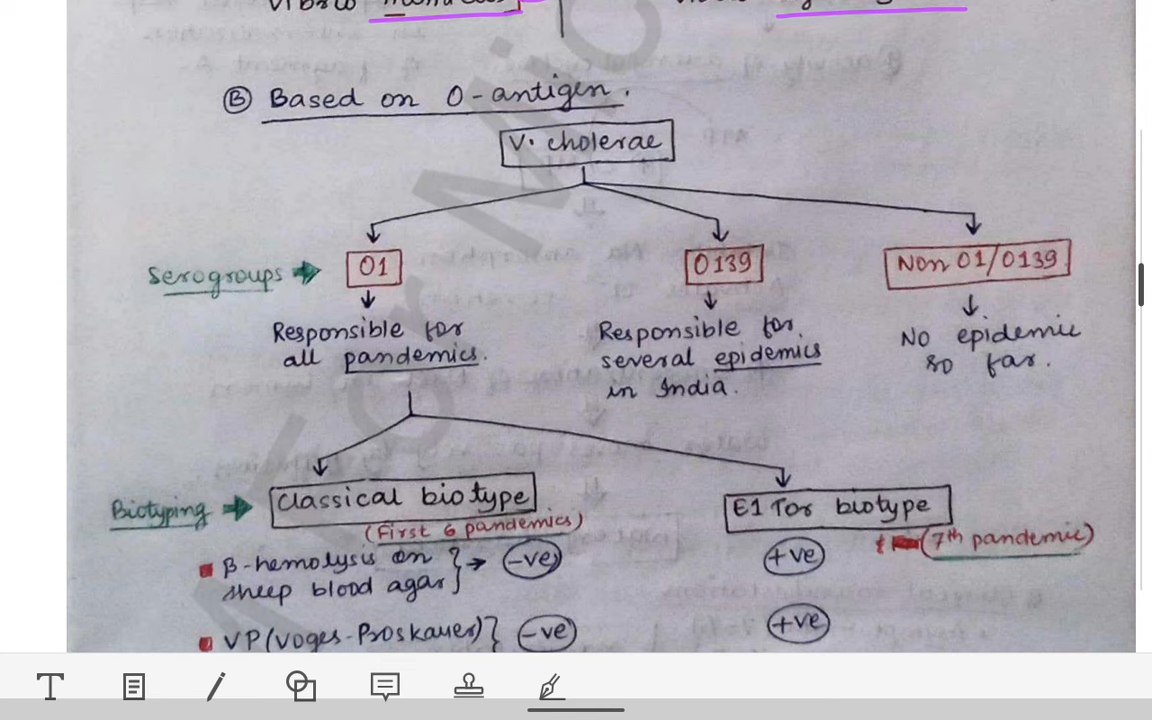 Vibrio
Ⓑ Based on O-antigen.
V. cholerae
Serogroups → O1
O139
Non O1/O139
Responsible for
all pandemics.
Responsible for
several epidemics
in India.
No epidemic
so far.
Biotyping → Classical biotype
(First 6 pandemics)
E1 Tor biotype
(7th pandemic)
β-hemolysis on
sheep blood agar } → -ve
+ve
VP (Voges-Proskauer) } -ve
+ve
T